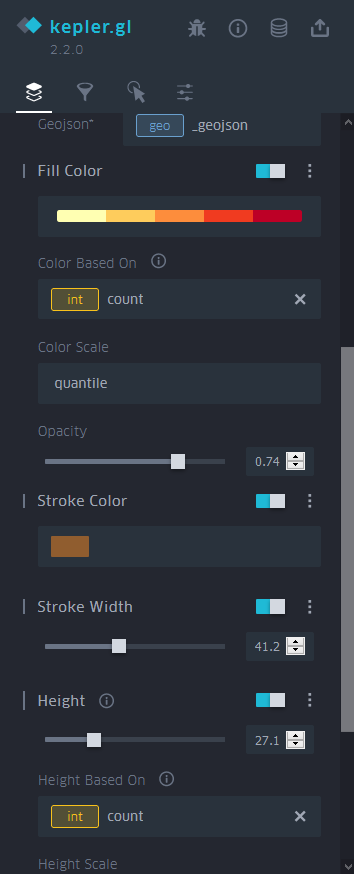 kepler.gl
2.2.0
Geojson*
geo _geojson
Fill Color
Color Based On
int count
Color Scale
quantile
Opacity
0.74
Stroke Color
Stroke Width
41.2
Height
27.1
Height Based On
int count
Height Scale